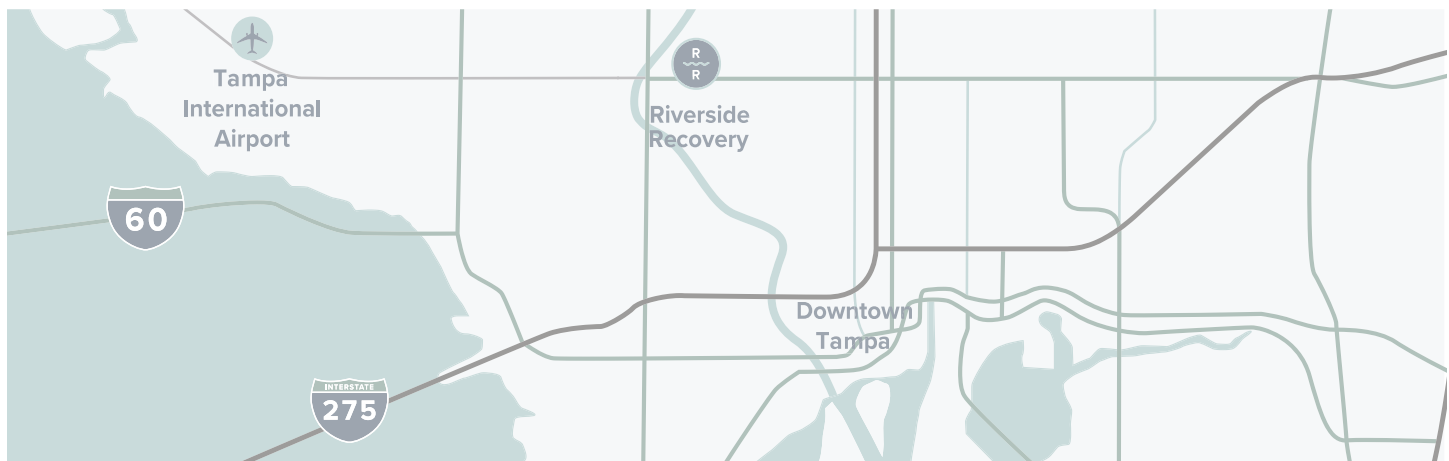 Tampa
International
Airport
R
R
Riverside
Recovery
60
Downtown
Tampa
INTERSTATE
275